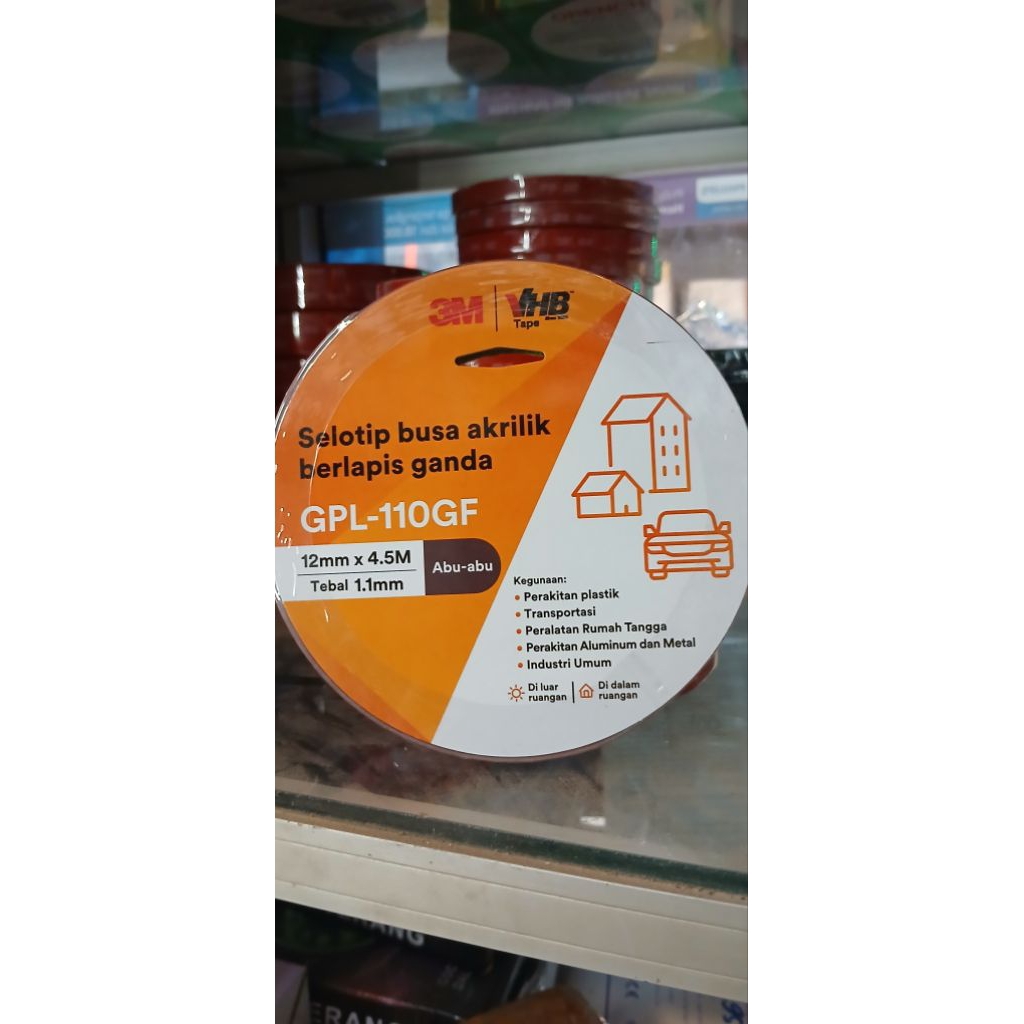 3M VHB
Tape
Selotip busa akrilik
berlapis ganda
GPL-110GF
12mm x 4.5M
Tebal 1.1mm
Abu-abu
Kegunaan:
• Perakitan plastik
• Transportasi
• Peralatan Rumah Tangga
• Perakitan Aluminum dan Metal
• Industri Umum
Di luar
ruangan
Di dalam
ruangan